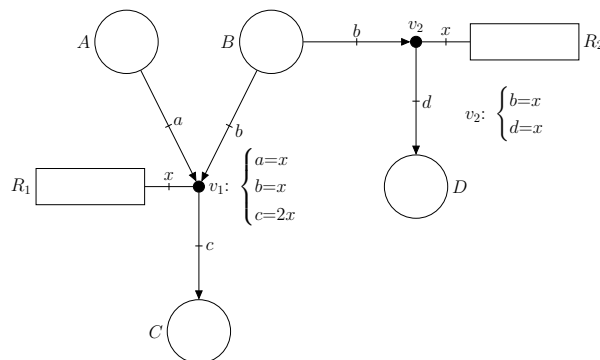 A
B
b
v₂
x
R₂
a
b
d
v₂: { b=x
d=x
R₁
x
v₁: { a=x
b=x
c=2x
D
c
C